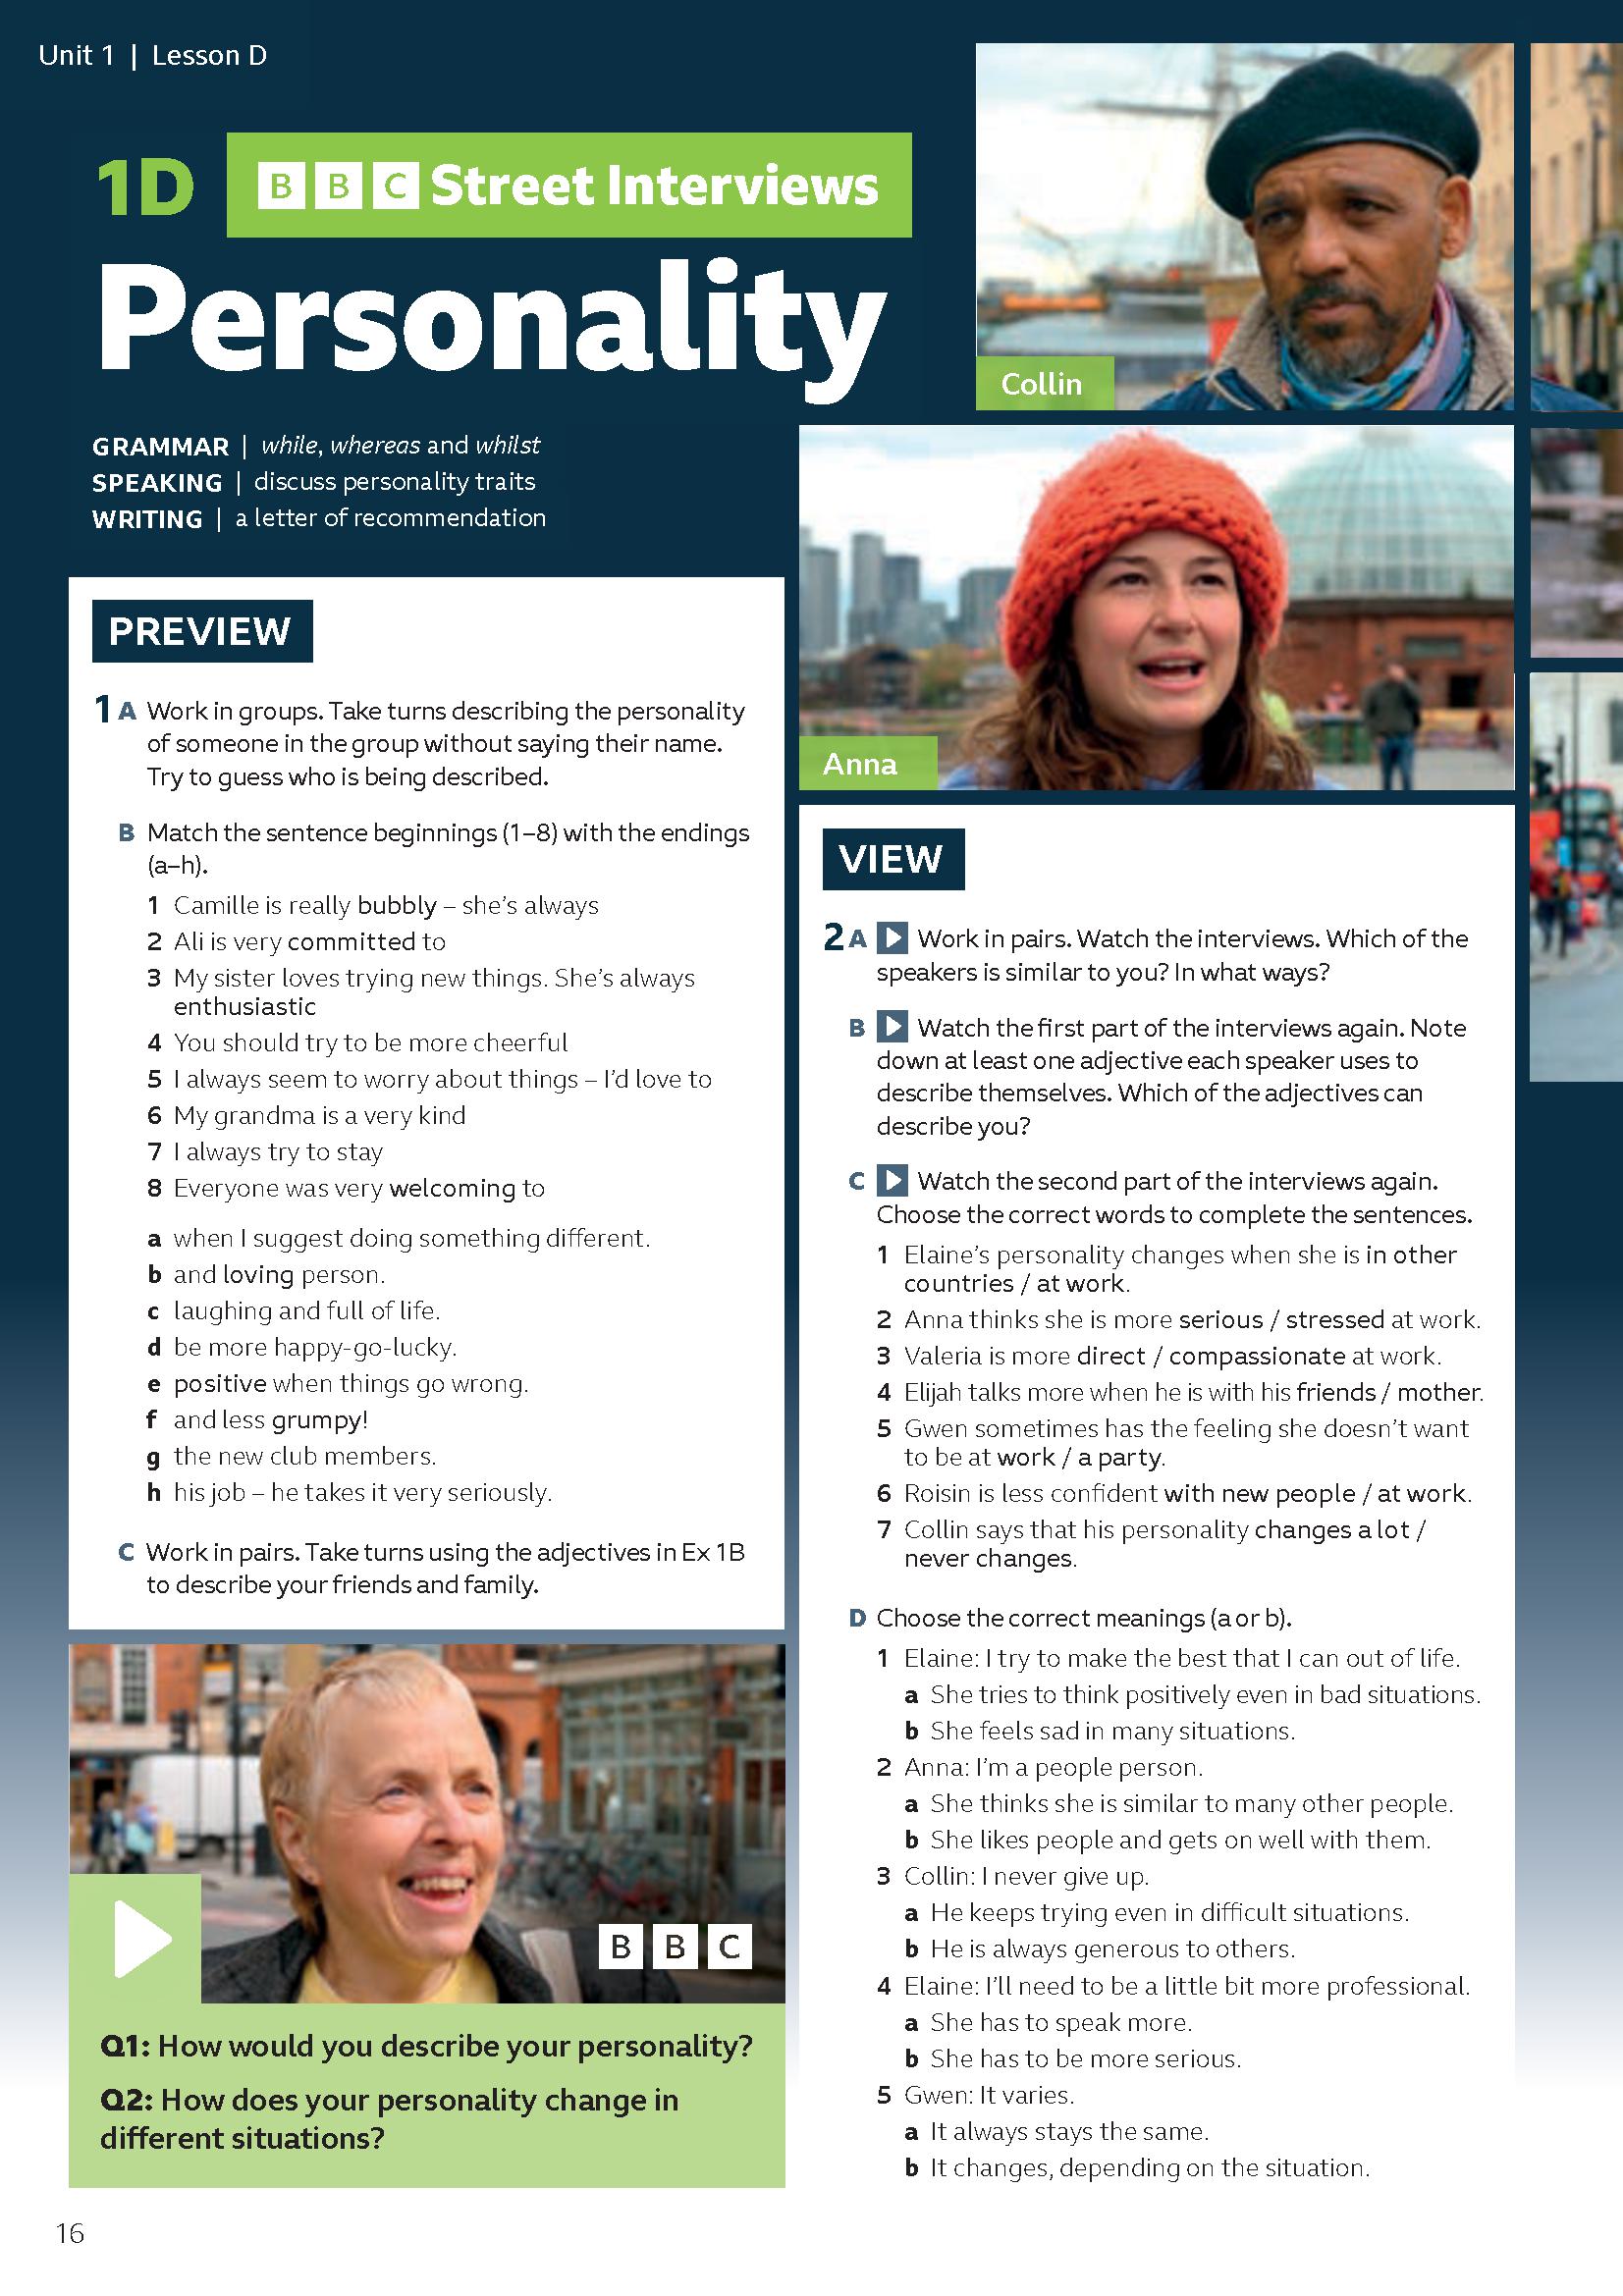 Unit 1 | Lesson D
1D
BBC Street Interviews
Personality
GRAMMAR | while, whereas and whilst
SPEAKING | discuss personality traits
WRITING | a letter of recommendation
Collin
Anna
PREVIEW
1 A Work in groups. Take turns describing the personality
of someone in the group without saying their name.
Try to guess who is being described.
B Match the sentence beginnings (1–8) with the endings
(a–h).
1 Camille is really bubbly – she's always
2 Ali is very committed to
3 My sister loves trying new things. She's always
enthusiastic
4 You should try to be more cheerful
5 I always seem to worry about things – I'd love to
6 My grandma is a very kind
7 I always try to stay
8 Everyone was very welcoming to
a when I suggest doing something different.
b and loving person.
c laughing and full of life.
d be more happy-go-lucky.
e positive when things go wrong.
f and less grumpy!
g the new club members.
h his job – he takes it very seriously.
C Work in pairs. Take turns using the adjectives in Ex 1B
to describe your friends and family.
BBC
Q1: How would you describe your personality?
Q2: How does your personality change in
different situations?
VIEW
2 A Work in pairs. Watch the interviews. Which of the
speakers is similar to you? In what ways?
B Watch the first part of the interviews again. Note
down at least one adjective each speaker uses to
describe themselves. Which of the adjectives can
describe you?
C Watch the second part of the interviews again.
Choose the correct words to complete the sentences.
1 Elaine's personality changes when she is in other
countries / at work.
2 Anna thinks she is more serious / stressed at work.
3 Valeria is more direct / compassionate at work.
4 Elijah talks more when he is with his friends / mother.
5 Gwen sometimes has the feeling she doesn't want
to be at work / a party.
6 Roisin is less confident with new people / at work.
7 Collin says that his personality changes a lot /
never changes.
D Choose the correct meanings (a or b).
1 Elaine: I try to make the best that I can out of life.
a She tries to think positively even in bad situations.
b She feels sad in many situations.
2 Anna: I'm a people person.
a She thinks she is similar to many other people.
b She likes people and gets on well with them.
3 Collin: I never give up.
a He keeps trying even in difficult situations.
b He is always generous to others.
4 Elaine: I'll need to be a little bit more professional.
a She has to speak more.
b She has to be more serious.
5 Gwen: It varies.
a It always stays the same.
b It changes, depending on the situation.
16